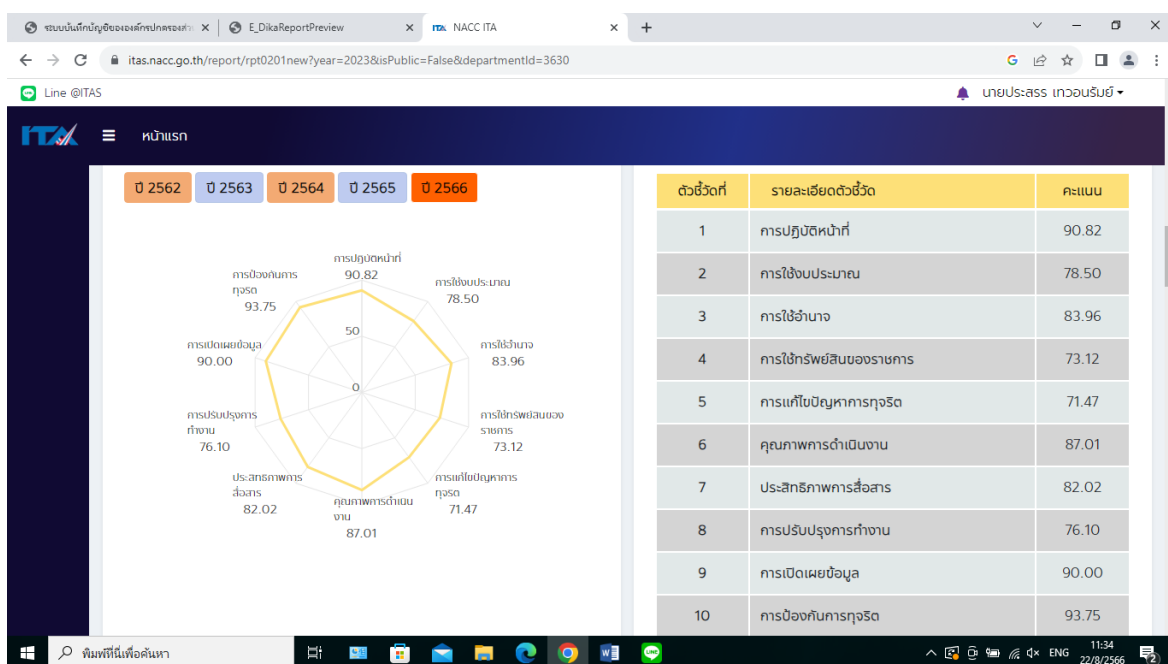 ระบบบันทึกบัญชีขององค์กรปกครองส่วน
E_DikaReportPreview
NACC ITA
itas.nacc.go.th/report/rpt0201new?year=2023&isPublic=False&departmentId=3630
Line @ITAS
นายประสรร เทวอนรัมย์
ITA
หน้าแรก
ปี 2562 ปี 2563 ปี 2564 ปี 2565 ปี 2566
การปฏิบัติหน้าที่
90.82
การใช้งบประมาณ
78.50
การใช้อำนาจ
83.96
การใช้ทรัพย์สินของ
ราชการ
73.12
การแก้ไขปัญหาการ
ทุจริต
71.47
คุณภาพการดำเนิน
งาน
87.01
ประสิทธิภาพการ
สื่อสาร
82.02
การปรับปรุงการ
ทำงาน
76.10
การเปิดเผยข้อมูล
90.00
การป้องกันการ
ทุจริต
93.75
50
0
ตัวชี้วัดที่ รายละเอียดตัวชี้วัด คะแนน
1 การปฏิบัติหน้าที่ 90.82
2 การใช้งบประมาณ 78.50
3 การใช้อำนาจ 83.96
4 การใช้ทรัพย์สินของราชการ 73.12
5 การแก้ไขปัญหาการทุจริต 71.47
6 คุณภาพการดำเนินงาน 87.01
7 ประสิทธิภาพการสื่อสาร 82.02
8 การปรับปรุงการทำงาน 76.10
9 การเปิดเผยข้อมูล 90.00
10 การป้องกันการทุจริต 93.75
พิมพ์ที่นี่เพื่อค้นหา
ENG
11:34
22/8/2566